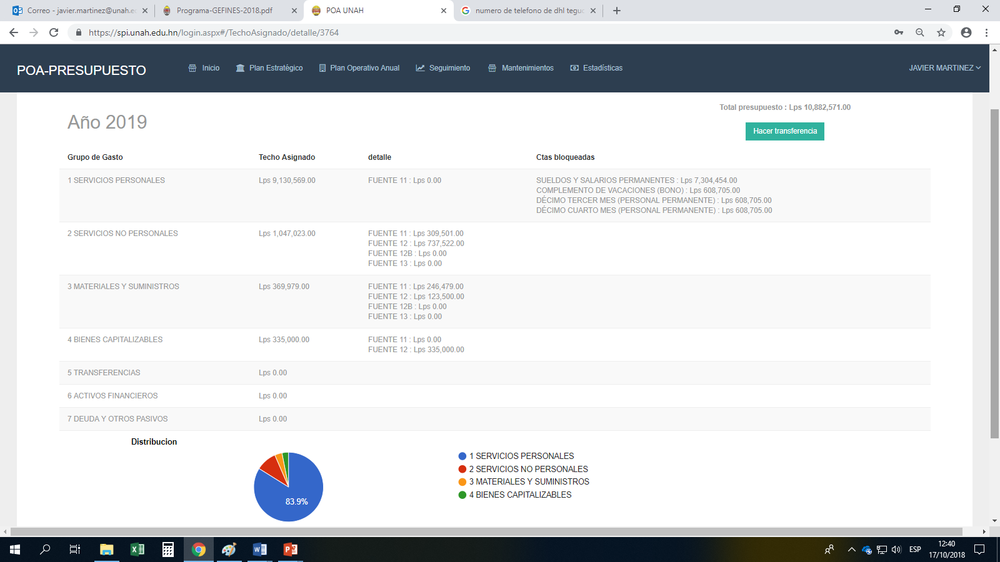 Correo - javier.martinez@unah.e
Programa-GEFINES-2018.pdf
POA UNAH
numero de telefono de dhl teguc
https://spi.unah.edu.hn/login.aspx#/TechoAsignado/detalle/3764
POA-PRESUPUESTO
Inicio
Plan Estratégico
Plan Operativo Anual
Seguimiento
Mantenimientos
Estadísticas
JAVIER MARTINEZ
Total presupuesto : Lps 10,882,571.00
Año 2019
Hacer transferencia
Grupo de Gasto Techo Asignado detalle Ctas bloqueadas
1 SERVICIOS PERSONALES Lps 9,130,569.00 FUENTE 11 : Lps 0.00 SUELDOS Y SALARIOS PERMANENTES : Lps 7,304,454.00
COMPLEMENTO DE VACACIONES (BONO) : Lps 608,705.00
DÉCIMO TERCER MES (PERSONAL PERMANENTE) : Lps 608,705.00
DÉCIMO CUARTO MES (PERSONAL PERMANENTE) : Lps 608,705.00
2 SERVICIOS NO PERSONALES Lps 1,047,023.00 FUENTE 11 : Lps 309,501.00
FUENTE 12 : Lps 737,522.00
FUENTE 12B : Lps 0.00
FUENTE 13 : Lps 0.00
3 MATERIALES Y SUMINISTROS Lps 369,979.00 FUENTE 11 : Lps 246,479.00
FUENTE 12 : Lps 123,500.00
FUENTE 12B : Lps 0.00
FUENTE 13 : Lps 0.00
4 BIENES CAPITALIZABLES Lps 335,000.00 FUENTE 11 : Lps 0.00
FUENTE 12 : Lps 335,000.00
5 TRANSFERENCIAS Lps 0.00
6 ACTIVOS FINANCIEROS Lps 0.00
7 DEUDA Y OTROS PASIVOS Lps 0.00
Distribucion
83.9%
1 SERVICIOS PERSONALES
2 SERVICIOS NO PERSONALES
3 MATERIALES Y SUMINISTROS
4 BIENES CAPITALIZABLES
ESP
12:40
17/10/2018